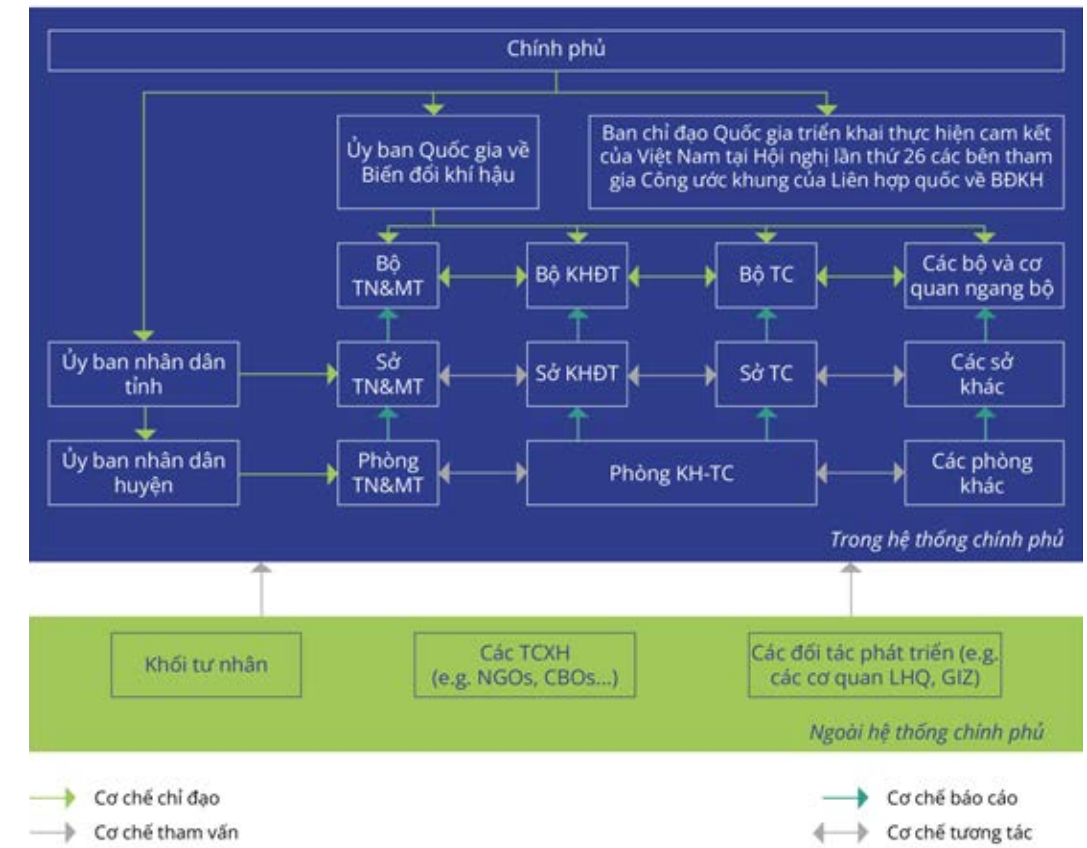 Chính phủ
Ủy ban Quốc gia về
Biến đổi khí hậu
Ban chỉ đạo Quốc gia triển khai thực hiện cam kết
của Việt Nam tại Hội nghị lần thứ 26 các bên tham
gia Công ước khung của Liên hợp quốc về BĐKH
Bộ
TN&MT
Bộ KHĐT
Bộ TC
Các bộ và cơ
quan ngang bộ
Ủy ban nhân dân
tỉnh
Sở
TN&MT
Sở KHĐT
Sở TC
Các sở
khác
Ủy ban nhân dân
huyện
Phòng
TN&MT
Phòng KH-TC
Các phòng
khác
Trong hệ thống chính phủ
Khối tư nhân
Các TCXH
(e.g. NGOs, CBOs...)
Các đối tác phát triển (e.g.
các cơ quan LHQ, GIZ)
Ngoài hệ thống chính phủ
Cơ chế chỉ đạo
Cơ chế báo cáo
Cơ chế tham vấn
Cơ chế tương tác